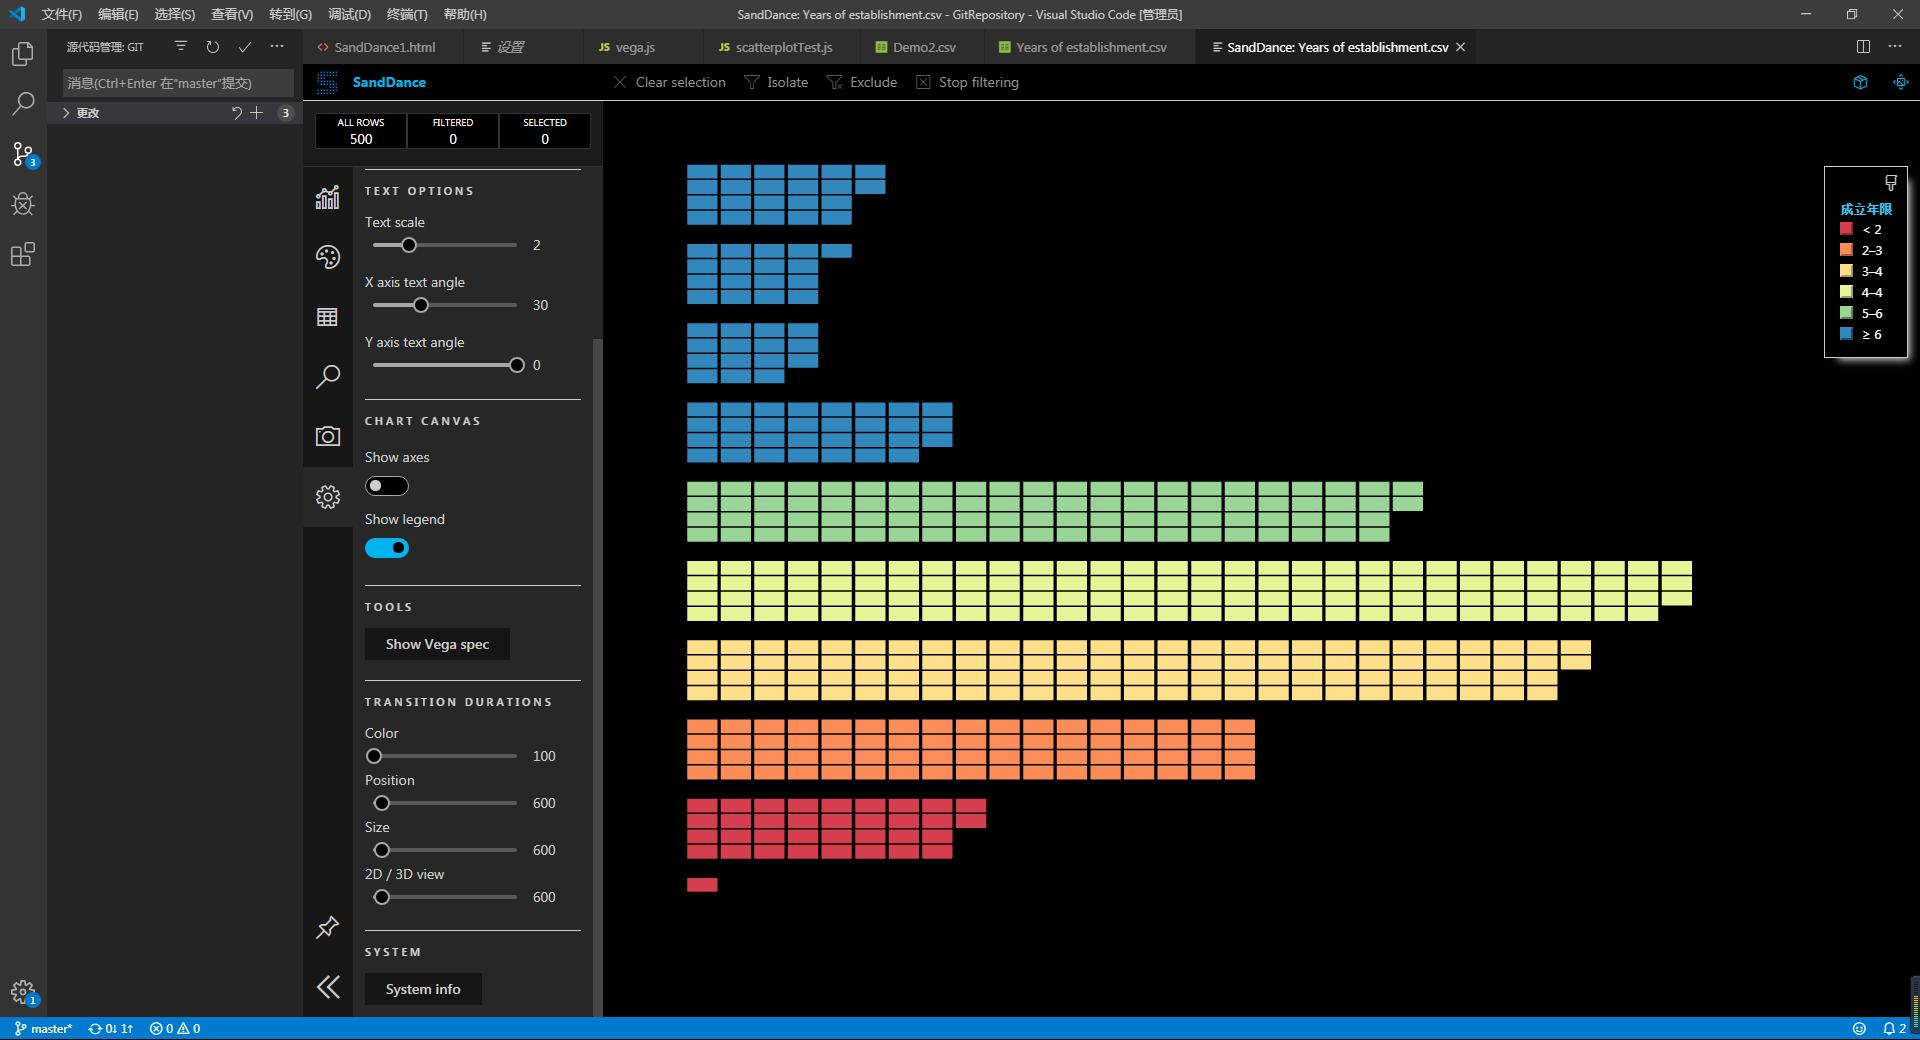 文件(F) 编辑(E) 选择(S) 查看(V) 转到(G) 调试(D) 终端(T) 帮助(H)
SandDance: Years of establishment.csv - GitRepository - Visual Studio Code [管理员]
源代码管理: GIT
SandDance1.html
设置
JS vega.js
JS scatterplotTest.js
Demo2.csv
Years of establishment.csv
SandDance: Years of establishment.csv
消息(Ctrl+Enter 在“master”提交)
更改
3
3
1
SandDance
Clear selection
Isolate
Exclude
Stop filtering
ALL ROWS
500
FILTERED
0
SELECTED
0
TEXT OPTIONS
Text scale
2
X axis text angle
30
Y axis text angle
0
CHART CANVAS
Show axes
Show legend
TOOLS
Show Vega spec
TRANSITION DURATIONS
Color
100
Position
600
Size
600
2D / 3D view
600
SYSTEM
System info
成立年限
< 2
2–3
3–4
4–4
5–6
≥ 6
master* 0↓ 1↑ 0 0
2